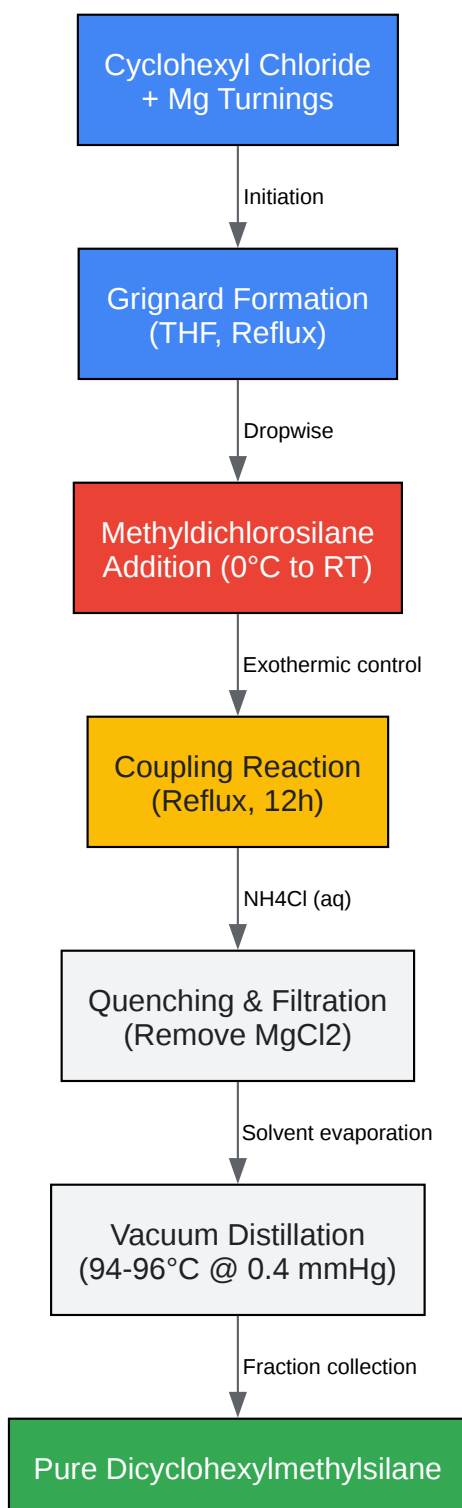 Cyclohexyl Chloride
+ Mg Turnings
Initiation
Grignard Formation
(THF, Reflux)
Dropwise
Methyldichlorosilane
Addition (0°C to RT)
Exothermic control
Coupling Reaction
(Reflux, 12h)
NH4Cl (aq)
Quenching & Filtration
(Remove MgCl2)
Solvent evaporation
Vacuum Distillation
(94-96°C @ 0.4 mmHg)
Fraction collection
Pure Dicyclohexylmethylsilane